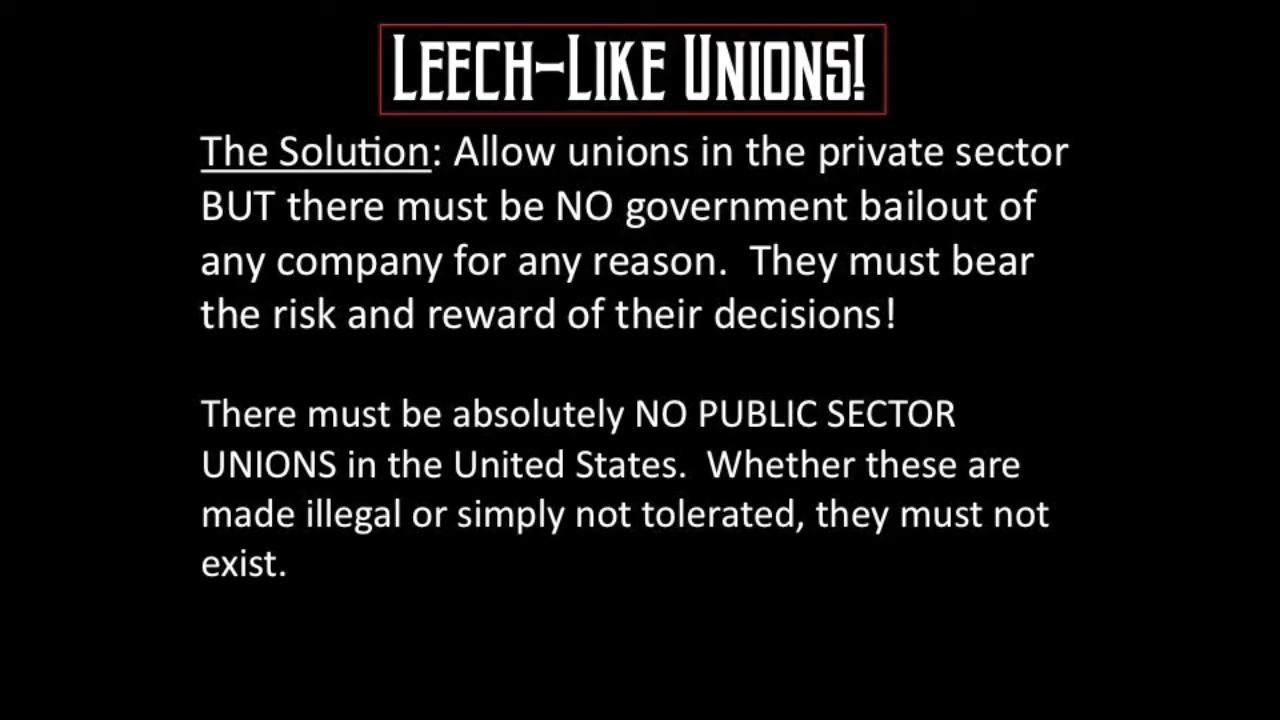 LEECH-LIKE UNIONS!
The Solution: Allow unions in the private sector
BUT there must be NO government bailout of
any company for any reason.  They must bear
the risk and reward of their decisions!
There must be absolutely NO PUBLIC SECTOR
UNIONS in the United States.  Whether these are
made illegal or simply not tolerated, they must not
exist.